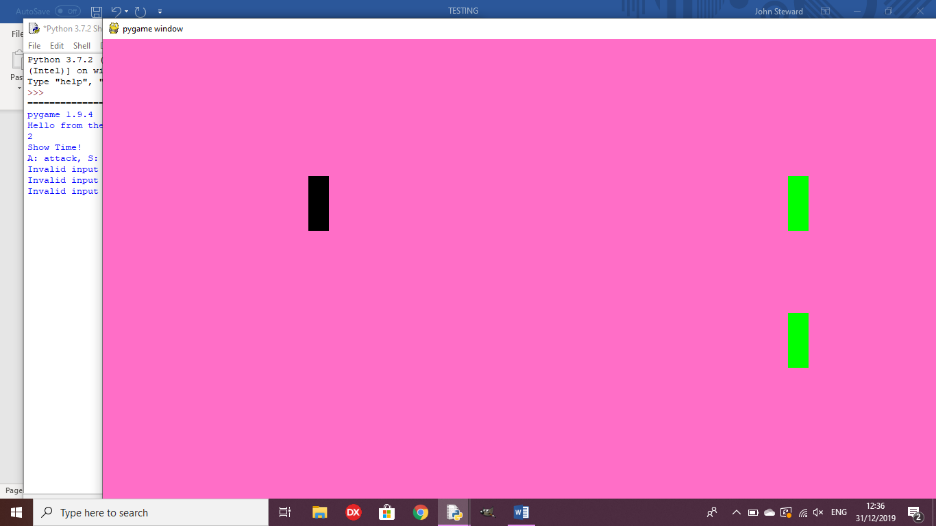 AutoSave Off TESTING John Steward
*Python 3.7.2 Sh
pygame window
File Edit Shell
Python 3.7.2 (
(Intel)] on wi
Type "help", "
>>>
===============
pygame 1.9.4
Hello from the
2
Show Time!
A: attack, S:
Invalid input
Invalid input
Invalid input
File
Pas
Page
Type here to search
DX
ENG
12:36
31/12/2019
2